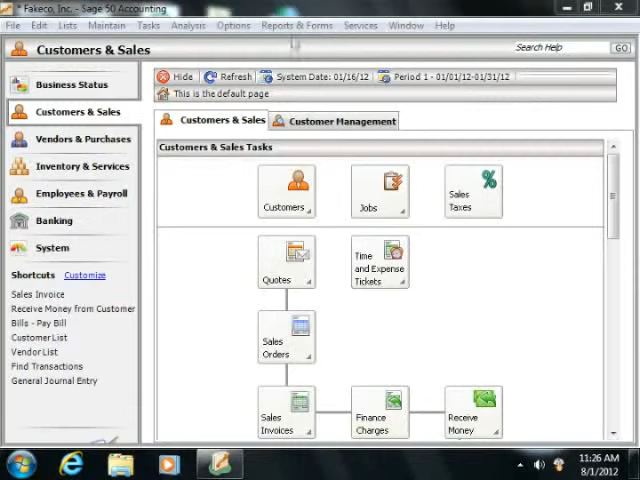 * Fakeco, Inc. - Sage 50 Accounting
File Edit Lists Maintain Tasks Analysis Options Reports & Forms Services Window Help
Customers & Sales
Search Help
GO
Business Status
Customers & Sales
Vendors & Purchases
Inventory & Services
Employees & Payroll
Banking
System
Shortcuts Customize
Sales Invoice
Receive Money from Customer
Bills - Pay Bill
Customer List
Vendor List
Find Transactions
General Journal Entry
Hide Refresh System Date: 01/16/12 Period 1 - 01/01/12-01/31/12
This is the default page
Customers & Sales Customer Management
Customers & Sales Tasks
Customers
Jobs
Sales
Taxes
Quotes
Time
and Expense
Tickets
Sales
Orders
Sales
Invoices
Finance
Charges
Receive
Money
11:26 AM
8/1/2012